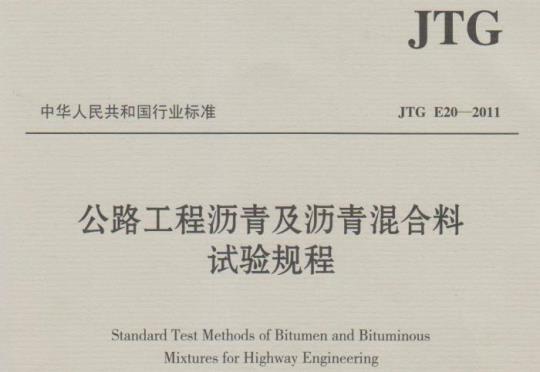 JTG
中华人民共和国行业标准 JTG E20—2011
公路工程沥青及沥青混合料
试验规程
Standard Test Methods of Bitumen and Bituminous
Mixtures for Highway Engineering